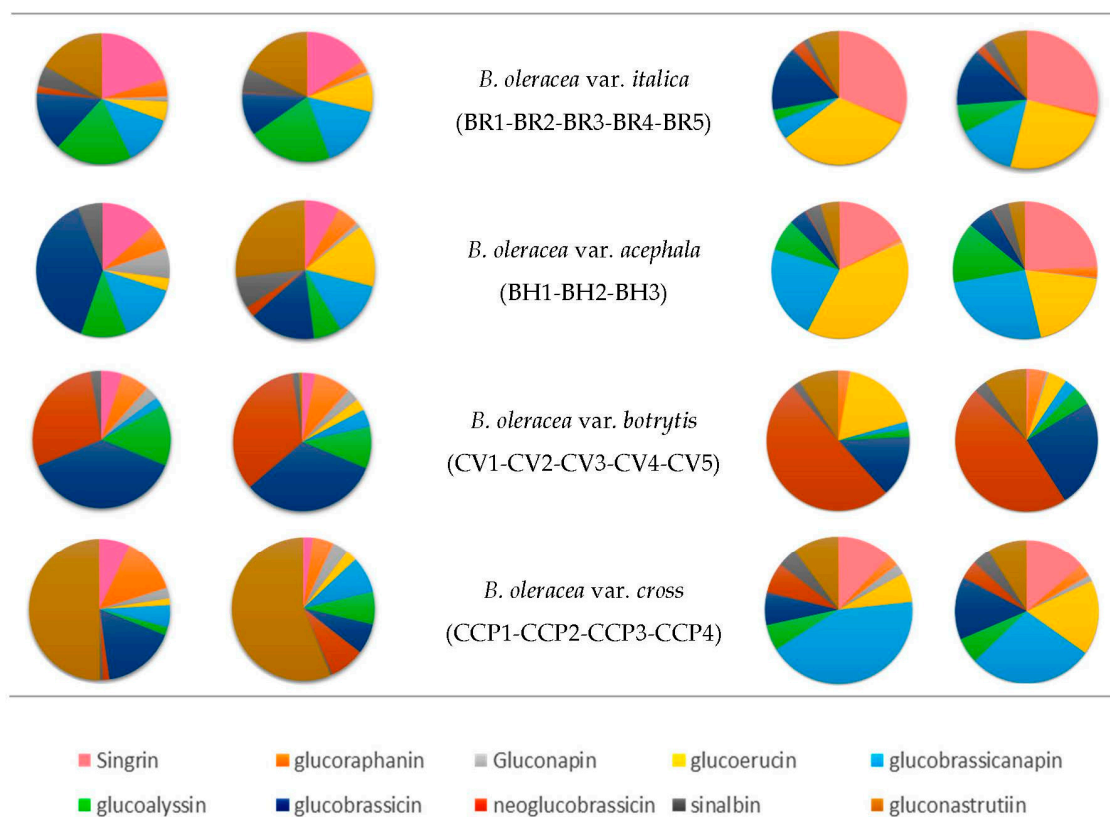 B. oleracea var. italica
(BR1-BR2-BR3-BR4-BR5)
B. oleracea var. acephala
(BH1-BH2-BH3)
B. oleracea var. botrytis
(CV1-CV2-CV3-CV4-CV5)
B. oleracea var. cross
(CCP1-CCP2-CCP3-CCP4)
Singrin glucoraphanin Gluconapin glucoerucin glucobrassicanapin
glucoalyssin glucobrassicin neoglucobrassicin sinalbin gluconastrutiin